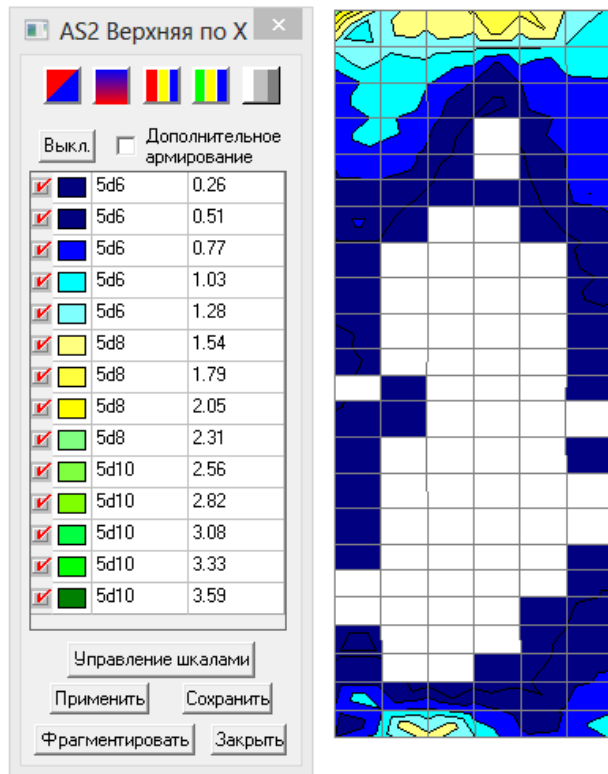 AS2 Верхняя по X
Выкл.
Дополнительное
армирование
5d6 0.26
5d6 0.51
5d6 0.77
5d6 1.03
5d6 1.28
5d8 1.54
5d8 1.79
5d8 2.05
5d8 2.31
5d10 2.56
5d10 2.82
5d10 3.08
5d10 3.33
5d10 3.59
Управление шкалами
Применить Сохранить
Фрагментировать Закрыть